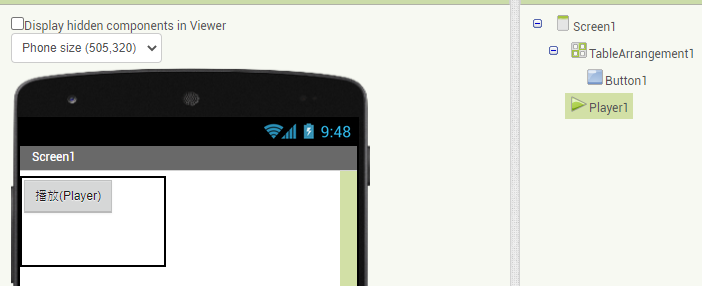 Display hidden components in Viewer
Phone size (505,320)
9:48
Screen1
播放(Player)
Screen1
TableArrangement1
Button1
Player1